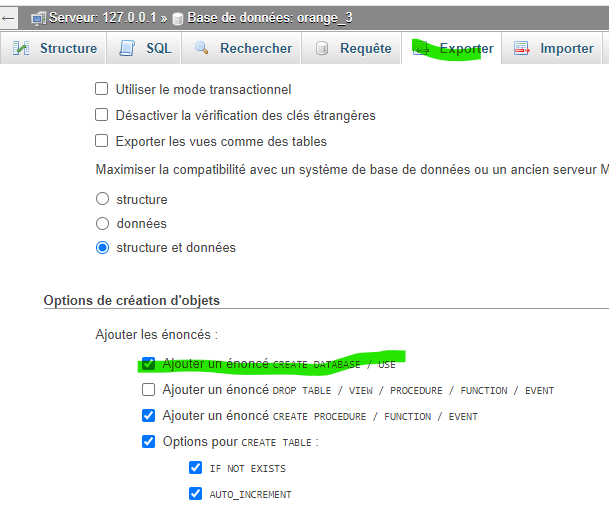 Serveur: 127.0.0.1 » Base de données: orange_3
Structure SQL Rechercher Requête Exporter Importer
Utiliser le mode transactionnel
Désactiver la vérification des clés étrangères
Exporter les vues comme des tables
Maximiser la compatibilité avec un système de base de données ou un ancien serveur M
structure
données
structure et données
Options de création d'objets
Ajouter les énoncés :
Ajouter un énoncé CREATE DATABASE / USE
Ajouter un énoncé DROP TABLE / VIEW / PROCEDURE / FUNCTION / EVENT
Ajouter un énoncé CREATE PROCEDURE / FUNCTION / EVENT
Options pour CREATE TABLE :
IF NOT EXISTS
AUTO_INCREMENT